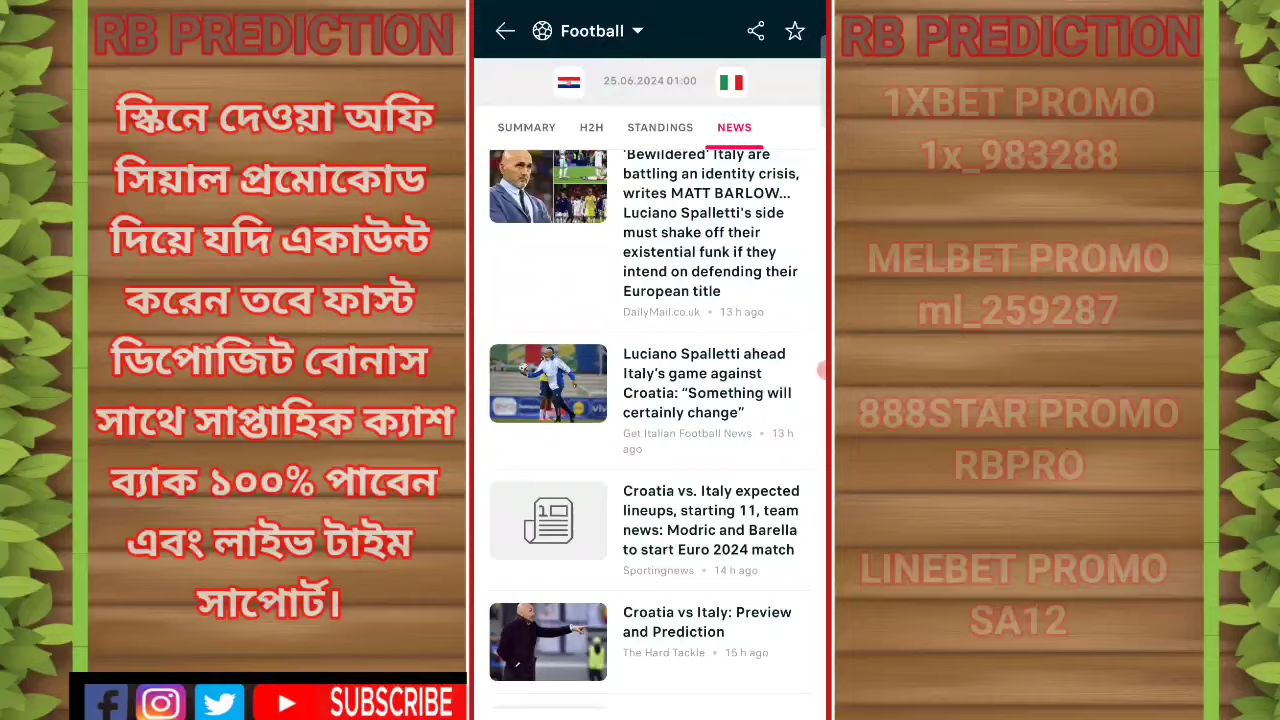 RB PREDICTION
স্কিনে দেওয়া অফি
সিয়াল প্রমোকোড
দিয়ে যদি একাউন্ট
করেন তবে ফাস্ট
ডিপোজিট বোনাস
সাথে সাপ্তাহিক ক্যাশ
ব্যাক ১০০% পাবেন
এবং লাইভ টাইম
সাপোর্ট।
SUBSCRIBE
Football
25.06.2024 01:00
SUMMARY H2H STANDINGS NEWS
'Bewildered' Italy are
battling an identity crisis,
writes MATT BARLOW...
Luciano Spalletti's side
must shake off their
existential funk if they
intend on defending their
European title
DailyMail.co.uk • 13 h ago
Luciano Spalletti ahead
Italy's game against
Croatia: “Something will
certainly change”
Get Italian Football News • 13 h
ago
Croatia vs. Italy expected
lineups, starting 11, team
news: Modric and Barella
to start Euro 2024 match
Sportingnews • 14 h ago
Croatia vs Italy: Preview
and Prediction
The Hard Tackle • 15 h ago
RB PREDICTION
1XBET PROMO
1x_983288
MELBET PROMO
ml_259287
888STAR PROMO
RBPRO
LINEBET PROMO
SA12